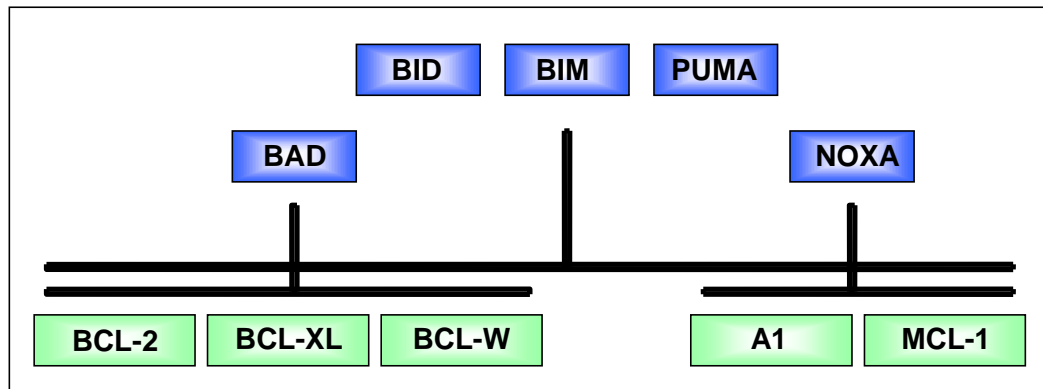 BID BIM PUMA
BAD NOXA
BCL-2 BCL-XL BCL-W A1 MCL-1